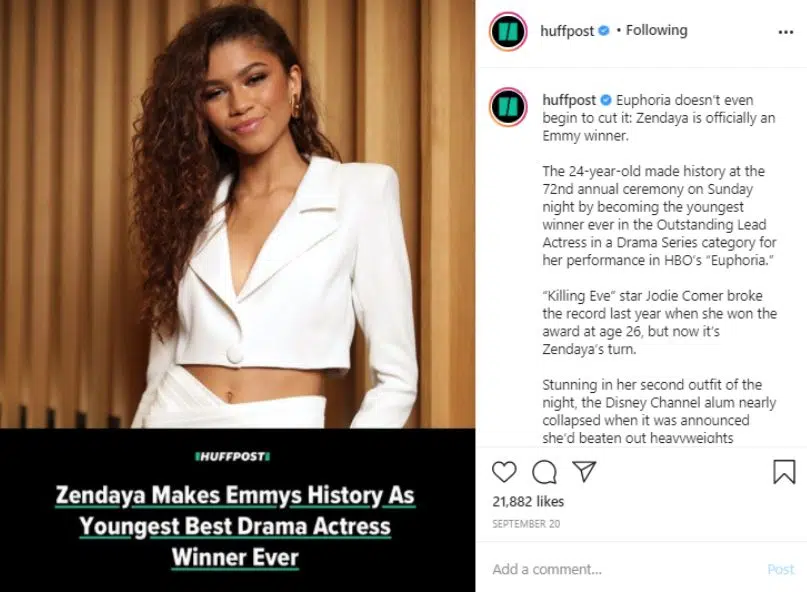 HUFFPOST
Zendaya Makes Emmys History As
Youngest Best Drama Actress
Winner Ever
huffpost • Following
huffpost Euphoria doesn't even
begin to cut it: Zendaya is officially an
Emmy winner.
The 24-year-old made history at the
72nd annual ceremony on Sunday
night by becoming the youngest
winner ever in the Outstanding Lead
Actress in a Drama Series category for
her performance in HBO's "Euphoria."
"Killing Eve" star Jodie Comer broke
the record last year when she won the
award at age 26, but now it's
Zendaya's turn.
Stunning in her second outfit of the
night, the Disney Channel alum nearly
collapsed when it was announced
she'd beaten out heavyweights
21,882 likes
SEPTEMBER 20
Add a comment...
Post